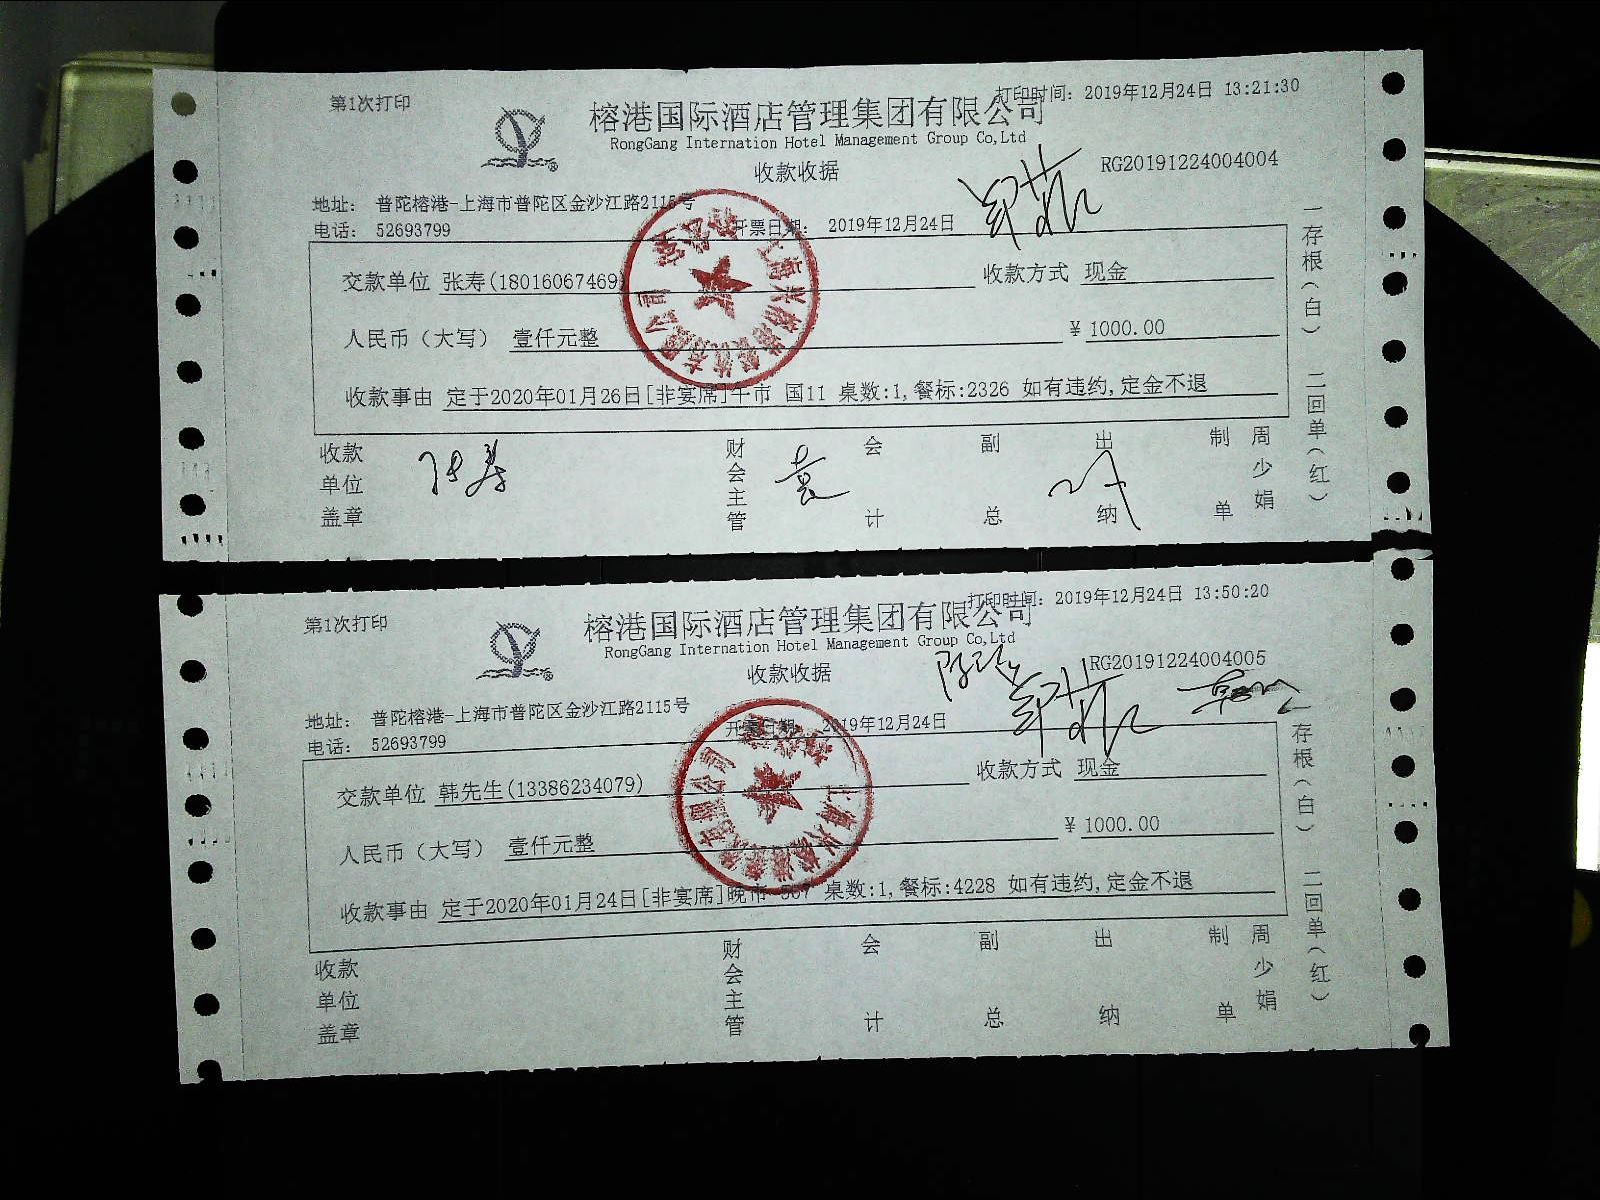 第1次打印
打印时间: 2019年12月24日 13:21:30
榕港国际酒店管理集团有限公司
RongGang Internation Hotel Management Group Co,Ltd
收款收据
RG20191224004004
地址: 普陀榕港-上海市普陀区金沙江路2115号
电话: 52693799
开票日期: 2019年12月24日
交款单位 张寿(18016067469)
收款方式 现金
人民币(大写) 壹仟元整
¥ 1000.00
收款事由 定于2020年01月26日[非宴席]午市 国11 桌数:1,餐标:2326 如有违约,定金不退
收款单位盖章
张寿
财会主管
袁
会计
副总
出纳
制单
周少娟
一存根(白) 二回单(红)
第1次打印
打印时间: 2019年12月24日 13:50:20
榕港国际酒店管理集团有限公司
RongGang Internation Hotel Management Group Co,Ltd
收款收据
RG20191224004005
地址: 普陀榕港-上海市普陀区金沙江路2115号
电话: 52693799
开票日期: 2019年12月24日
交款单位 韩先生(13386234079)
收款方式 现金
人民币(大写) 壹仟元整
¥ 1000.00
收款事由 定于2020年01月24日[非宴席]晚市 507 桌数:1,餐标:4228 如有违约,定金不退
收款单位盖章
财会主管
会计
副总
出纳
制单
周少娟
一存根(白) 二回单(红)